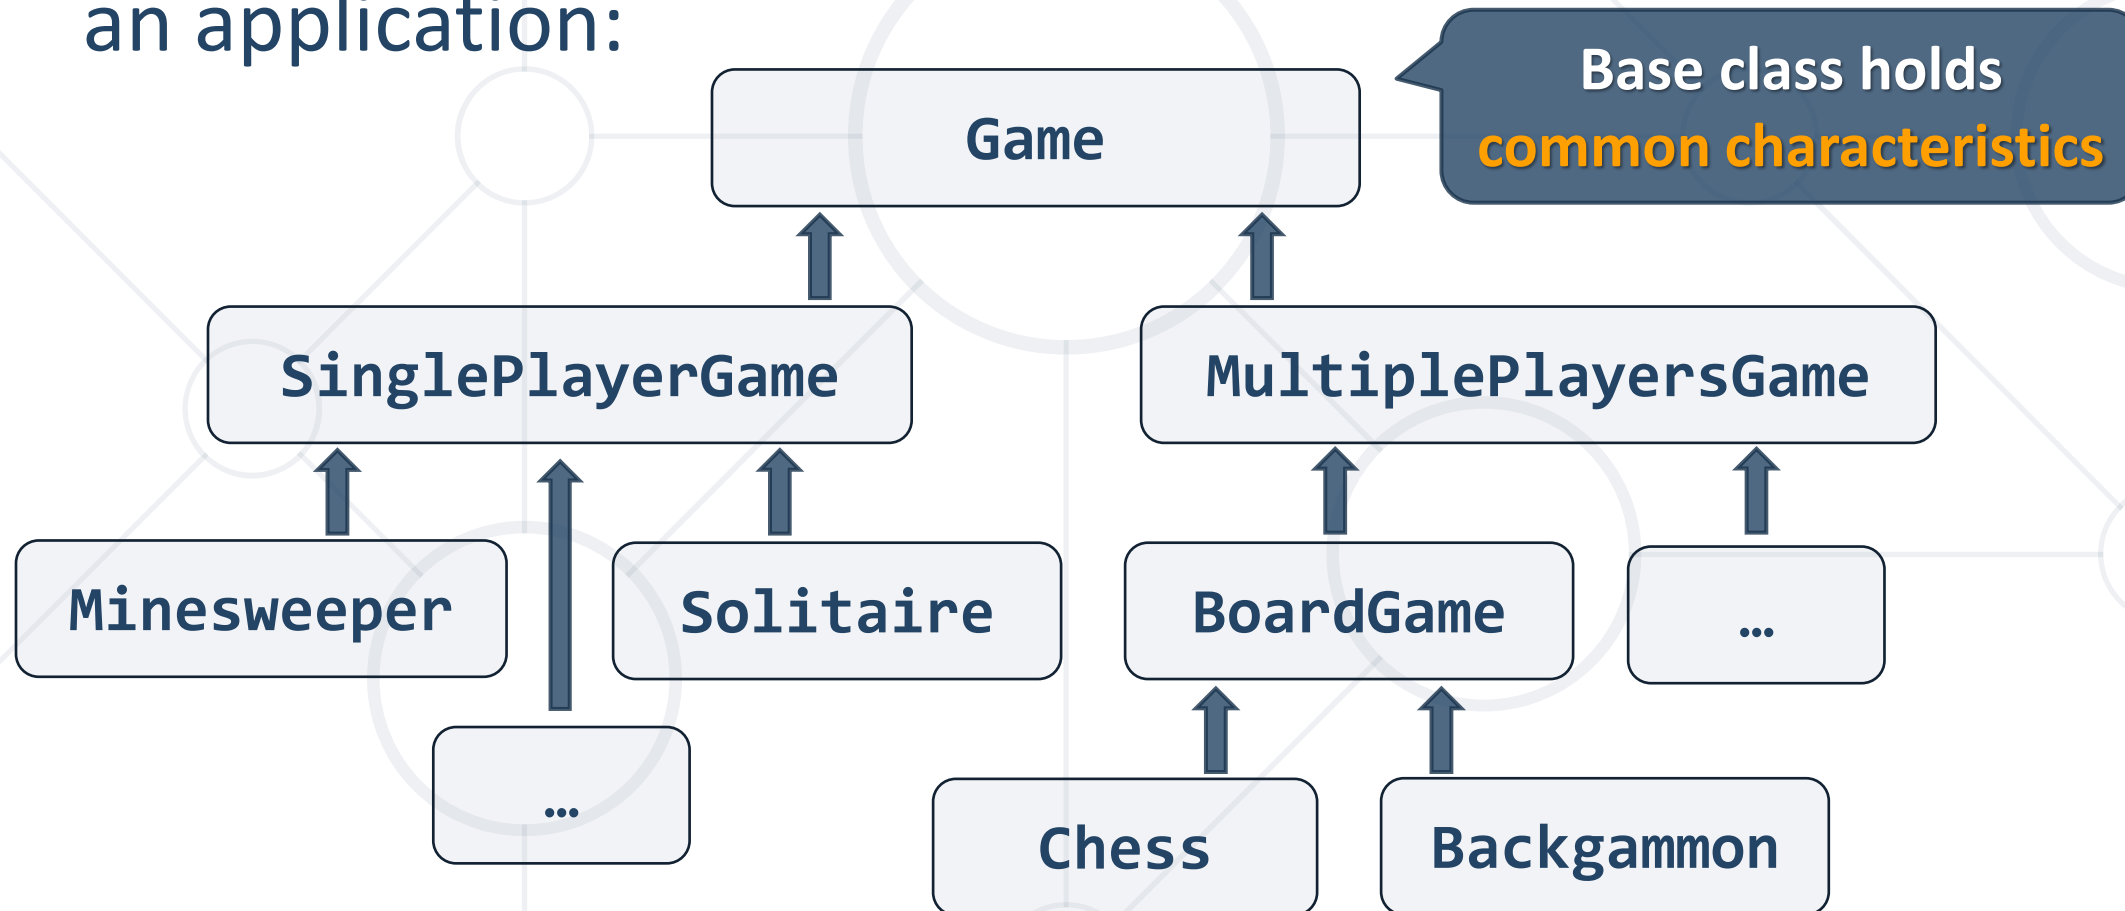 an application:
Base class holds
common characteristics
Game
SinglePlayerGame
MultiplePlayersGame
Minesweeper
Solitaire
BoardGame
…
…
Chess
Backgammon